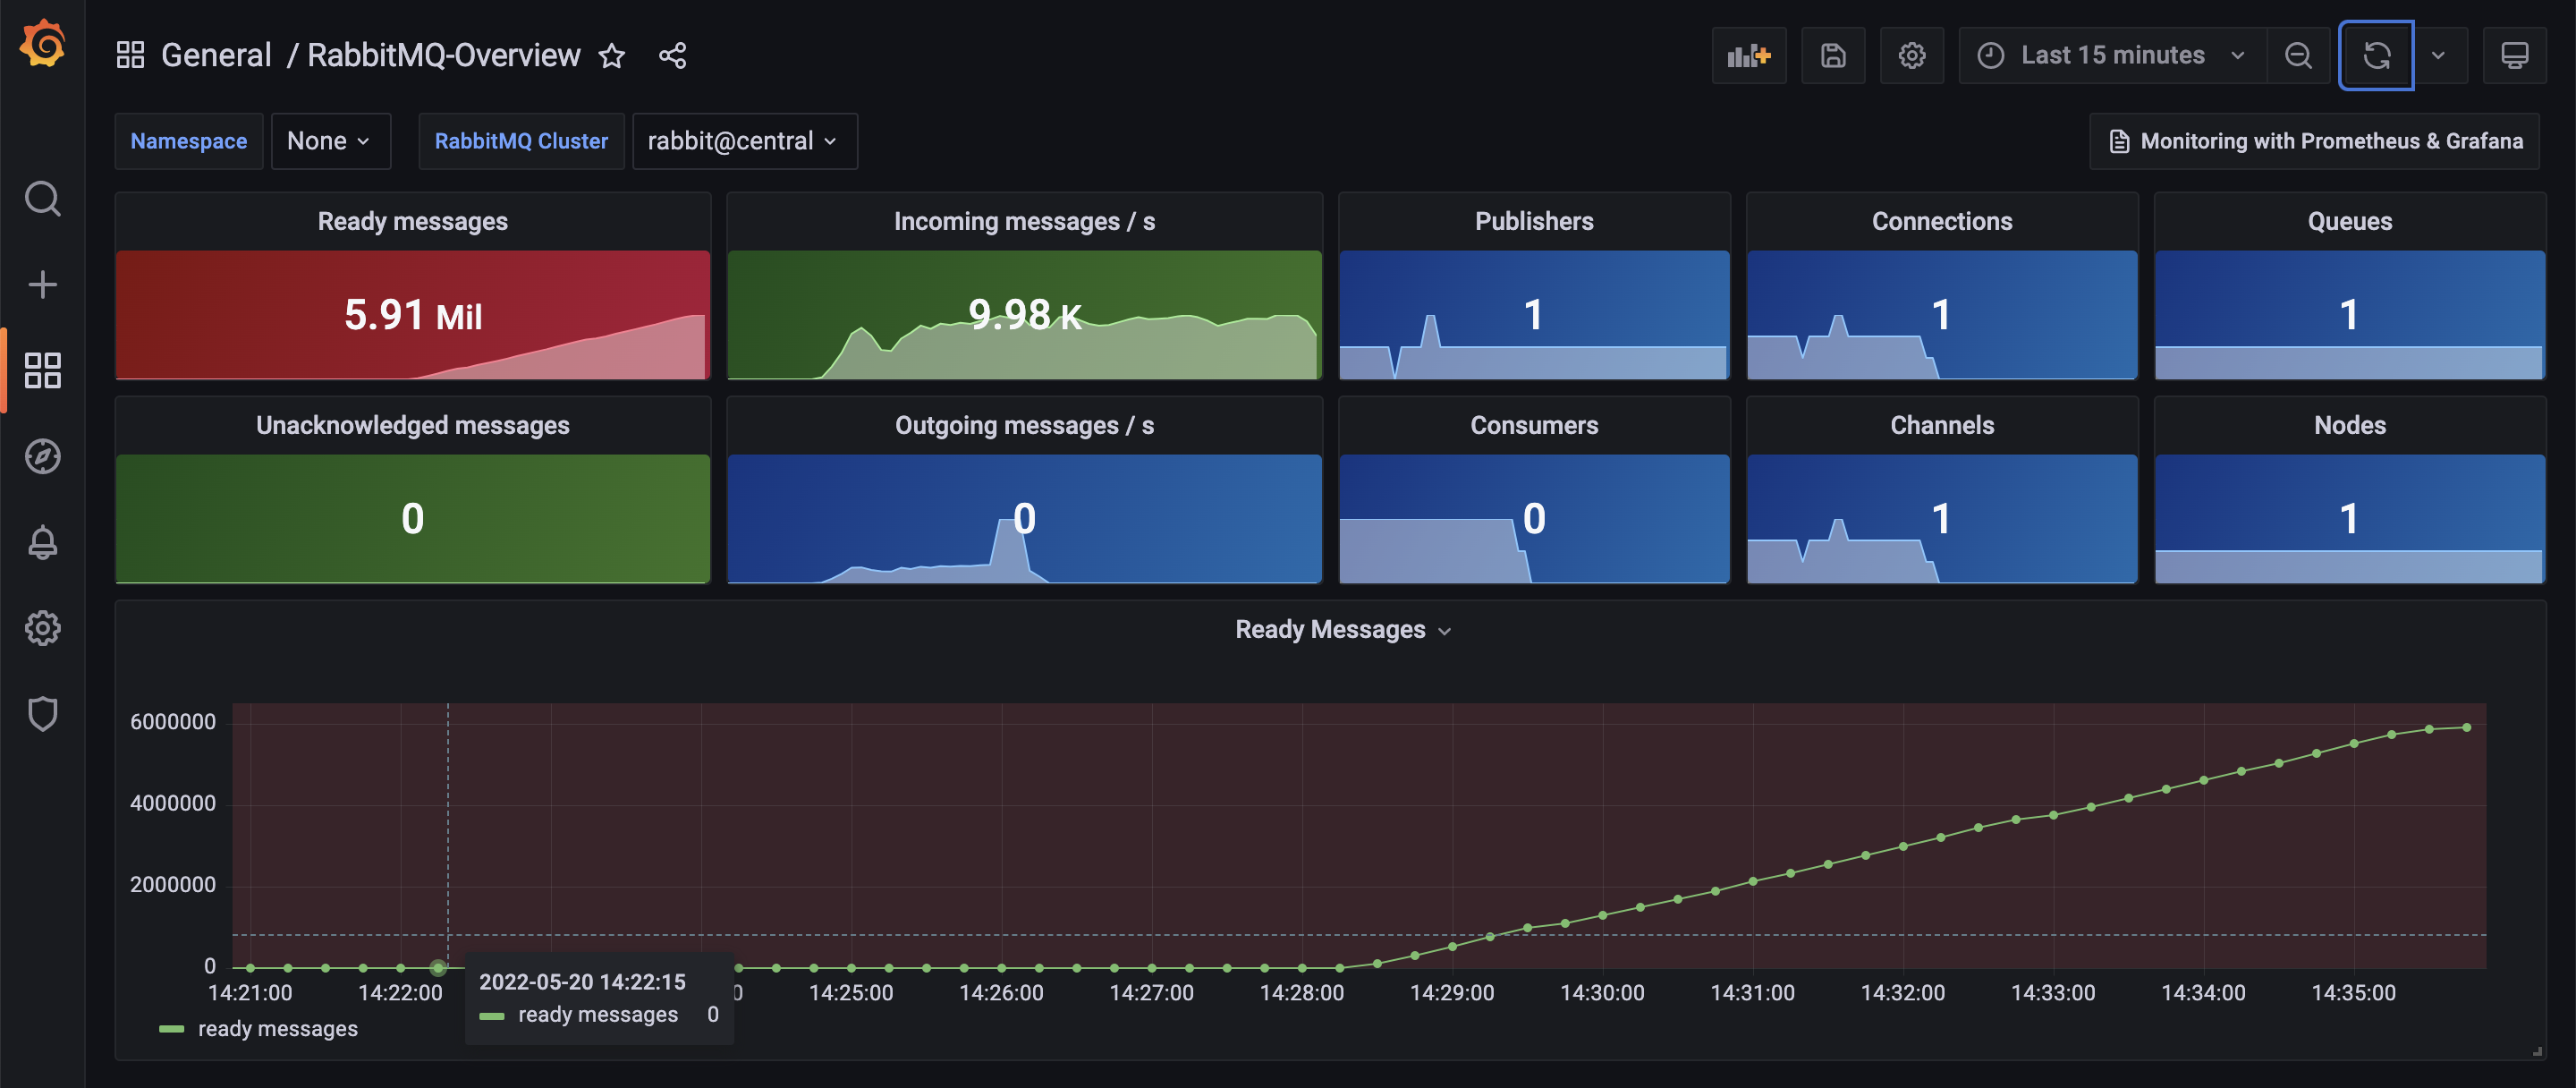 General / RabbitMQ-Overview
Last 15 minutes
Namespace None RabbitMQ Cluster rabbit@central Monitoring with Prometheus & Grafana
Ready messages
5.91 Mil
Incoming messages / s
9.98 K
Publishers
1
Connections
1
Queues
1
Unacknowledged messages
0
Outgoing messages / s
0
Consumers
0
Channels
1
Nodes
1
Ready Messages
6000000
4000000
2000000
0
14:21:00 14:22:00 0 14:25:00 14:26:00 14:27:00 14:28:00 14:29:00 14:30:00 14:31:00 14:32:00 14:33:00 14:34:00 14:35:00
2022-05-20 14:22:15
ready messages 0
ready messages